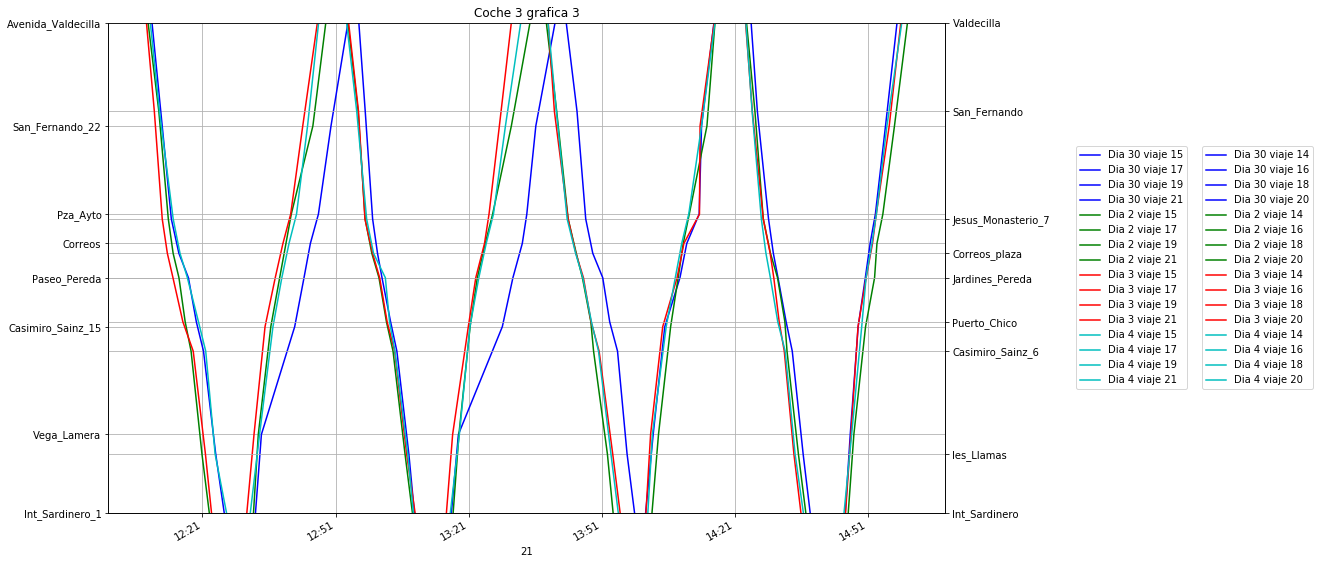 Coche 3 grafica 3
Avenida_Valdecilla
San_Fernando_22
Pza_Ayto
Correos
Paseo_Pereda
Casimiro_Sainz_15
Vega_Lamera
Int_Sardinero_1
Valdecilla
San_Fernando
Jesus_Monasterio_7
Correos_plaza
Jardines_Pereda
Puerto_Chico
Casimiro_Sainz_6
Ies_Llamas
Int_Sardinero
12:21
12:51
13:21
13:51
14:21
14:51
21
Dia 30 viaje 15
Dia 30 viaje 17
Dia 30 viaje 19
Dia 30 viaje 21
Dia 2 viaje 15
Dia 2 viaje 17
Dia 2 viaje 19
Dia 2 viaje 21
Dia 3 viaje 15
Dia 3 viaje 17
Dia 3 viaje 19
Dia 3 viaje 21
Dia 4 viaje 15
Dia 4 viaje 17
Dia 4 viaje 19
Dia 4 viaje 21
Dia 30 viaje 14
Dia 30 viaje 16
Dia 30 viaje 18
Dia 30 viaje 20
Dia 2 viaje 14
Dia 2 viaje 16
Dia 2 viaje 18
Dia 2 viaje 20
Dia 3 viaje 14
Dia 3 viaje 16
Dia 3 viaje 18
Dia 3 viaje 20
Dia 4 viaje 14
Dia 4 viaje 16
Dia 4 viaje 18
Dia 4 viaje 20